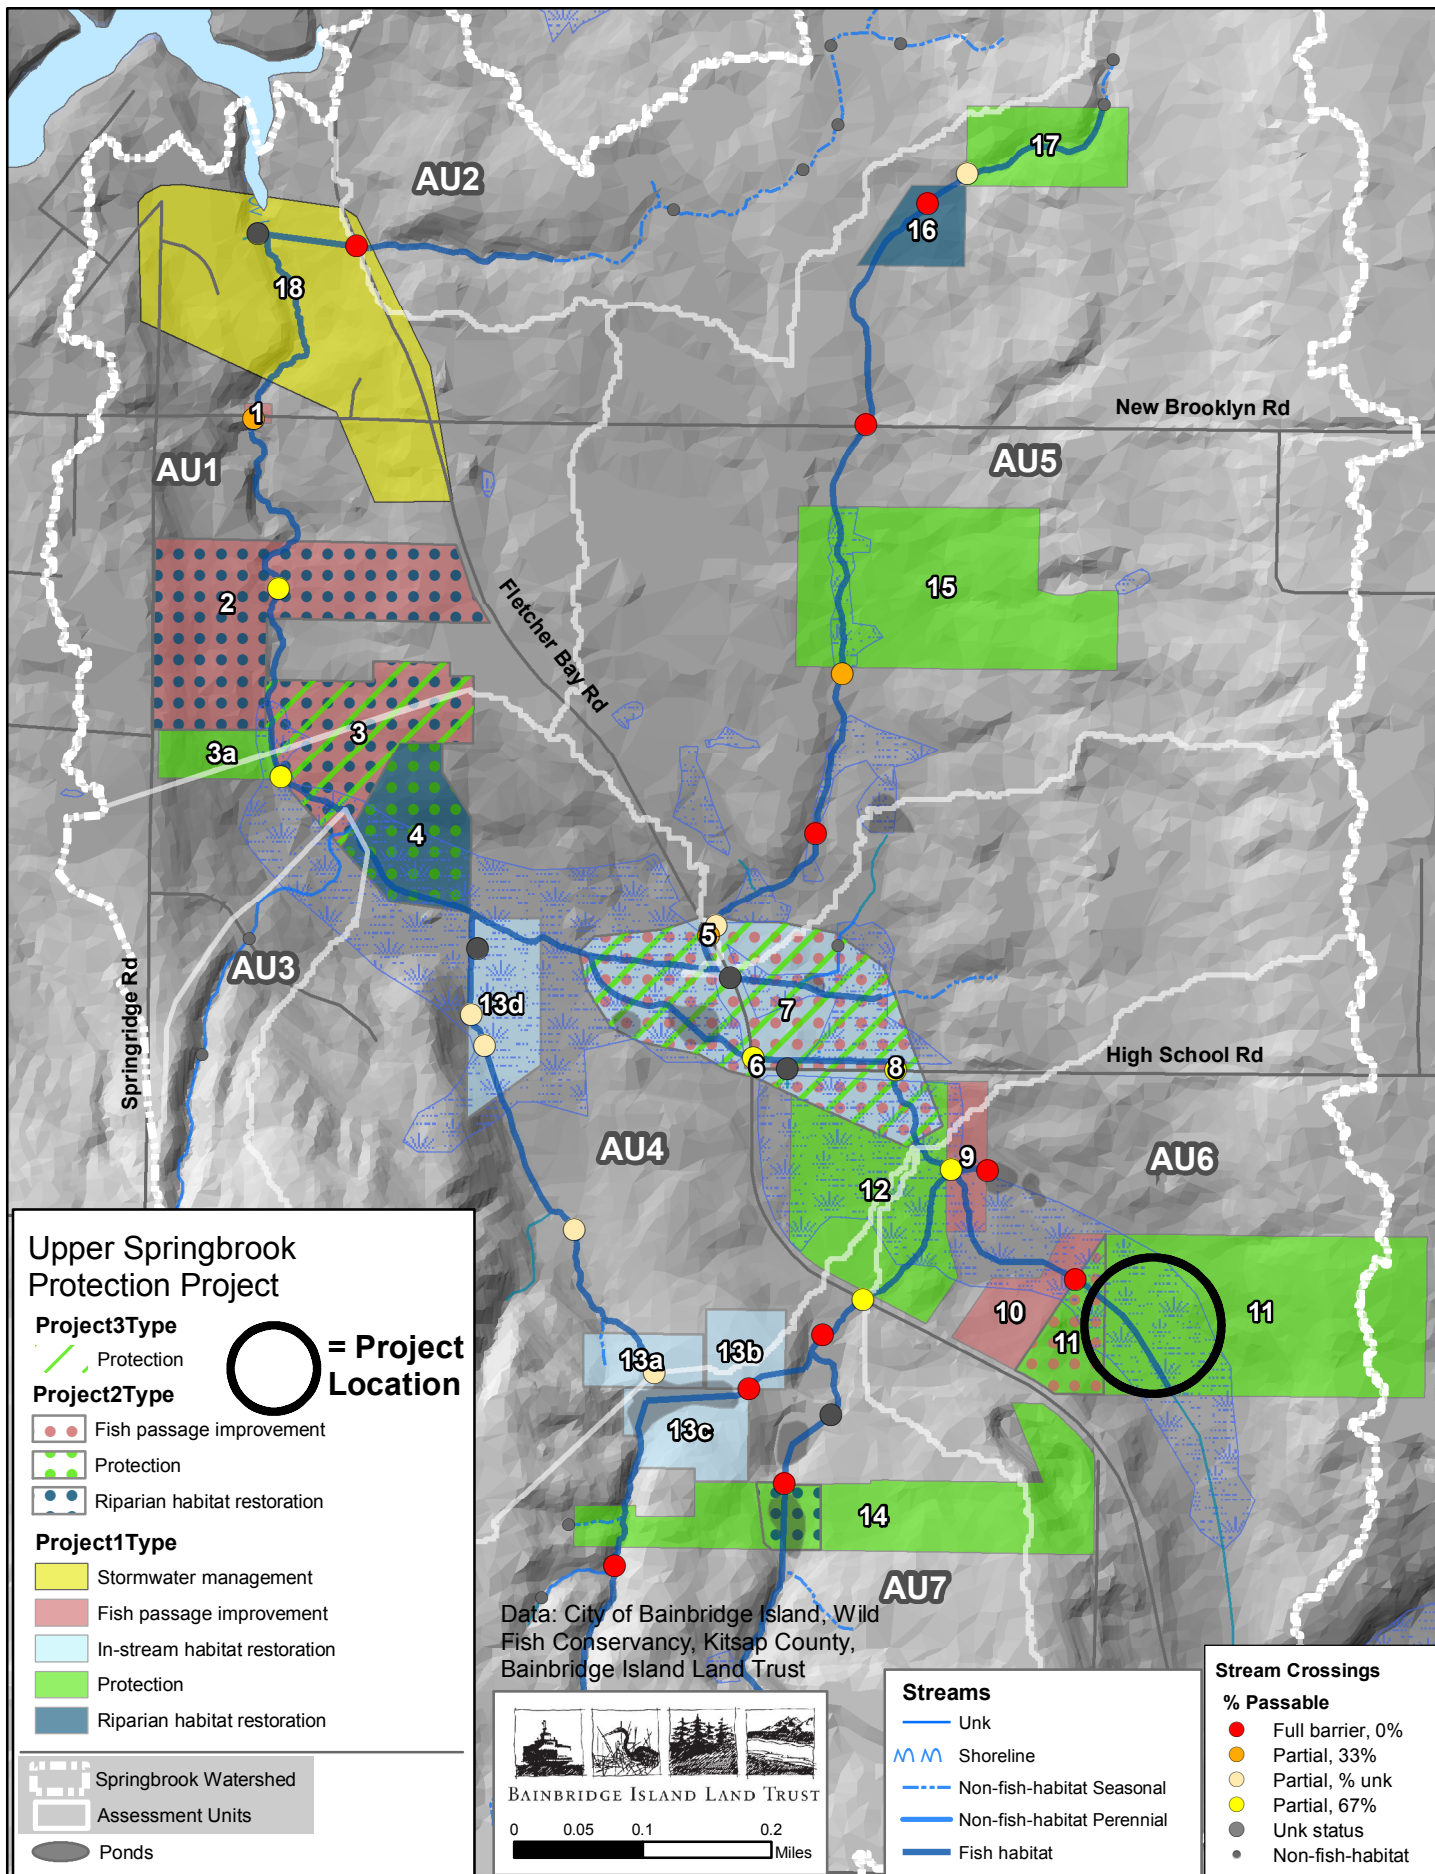 17
AU2
16
18
New Brooklyn Rd
1
AU1
AU5
Fletcher Bay Rd
15
2
3
3a
4
5
AU3
13d
7
High School Rd
6
8
Springridge Rd
AU4
9
AU6
12
11
10
11
13a
13b
13c
14
AU7
Upper Springbrook
Protection Project
Project3Type
Protection
= Project
Location
Project2Type
Fish passage improvement
Protection
Riparian habitat restoration
Project1Type
Stormwater management
Fish passage improvement
In-stream habitat restoration
Protection
Riparian habitat restoration
Springbrook Watershed
Assessment Units
Ponds
Data: City of Bainbridge Island, Wild
Fish Conservancy, Kitsap County,
Bainbridge Island Land Trust
BAINBRIDGE ISLAND LAND TRUST
0 0.05 0.1 0.2
Miles
Streams
Unk
Shoreline
Non-fish-habitat Seasonal
Non-fish-habitat Perennial
Fish habitat
Stream Crossings
% Passable
Full barrier, 0%
Partial, 33%
Partial, % unk
Partial, 67%
Unk status
Non-fish-habitat